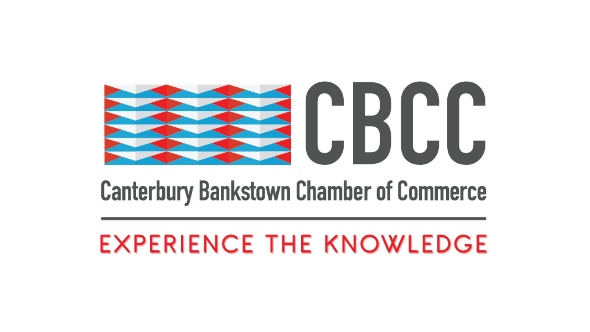 CBCC
Canterbury Bankstown Chamber of Commerce
EXPERIENCE THE KNOWLEDGE